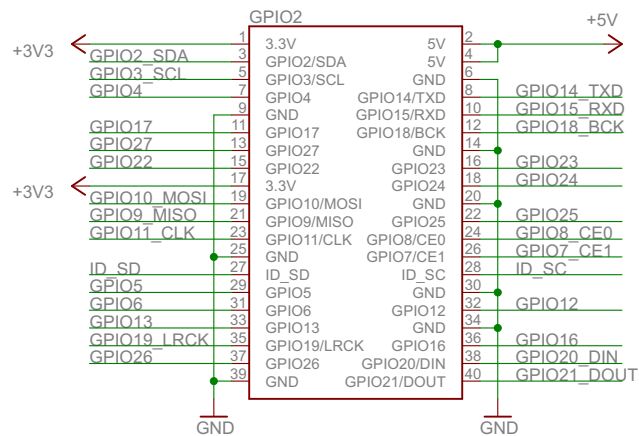 GPIO2
+5V
+3V3 1 3.3V 5V 2
GPIO2_SDA 3 GPIO2/SDA 5V 4
GPIO3_SCL 5 GPIO3/SCL GND 6
GPIO4 7 GPIO4 GPIO14/TXD 8 GPIO14_TXD
9 GND GPIO15/RXD 10 GPIO15_RXD
GPIO17 11 GPIO17 GPIO18/BCK 12 GPIO18_BCK
GPIO27 13 GPIO27 GND 14
GPIO22 15 GPIO22 GPIO23 16 GPIO23
+3V3 17 3.3V GPIO24 18 GPIO24
GPIO10_MOSI 19 GPIO10/MOSI GND 20
GPIO9_MISO 21 GPIO9/MISO GPIO25 22 GPIO25
GPIO11_CLK 23 GPIO11/CLK GPIO8/CE0 24 GPIO8_CE0
25 GND GPIO7/CE1 26 GPIO7_CE1
ID_SD 27 ID_SD ID_SC 28 ID_SC
GPIO5 29 GPIO5 GND 30
GPIO6 31 GPIO6 GPIO12 32 GPIO12
GPIO13 33 GPIO13 GND 34
GPIO19_LRCK 35 GPIO19/LRCK GPIO16 36 GPIO16
GPIO26 37 GPIO26 GPIO20/DIN 38 GPIO20_DIN
39 GND GPIO21/DOUT 40 GPIO21_DOUT
GND GND